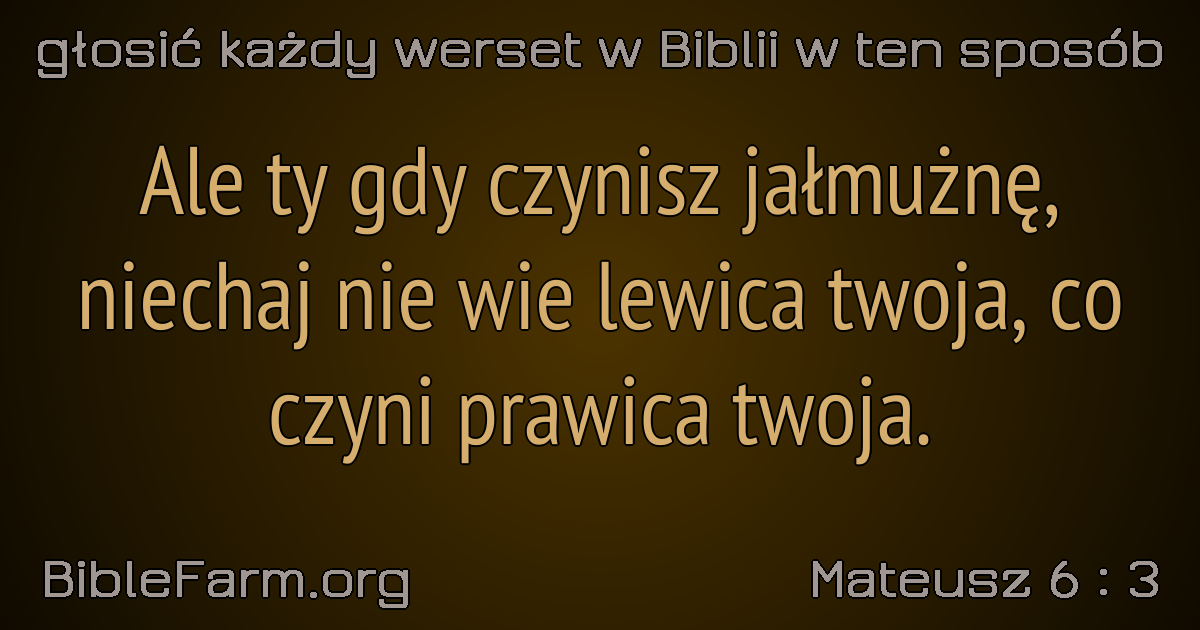 głosić każdy werset w Biblii w ten sposób
Ale ty gdy czynisz jałmużnę,
niechaj nie wie lewica twoja, co
czyni prawica twoja.
BibleFarm.org
Mateusz 6 : 3